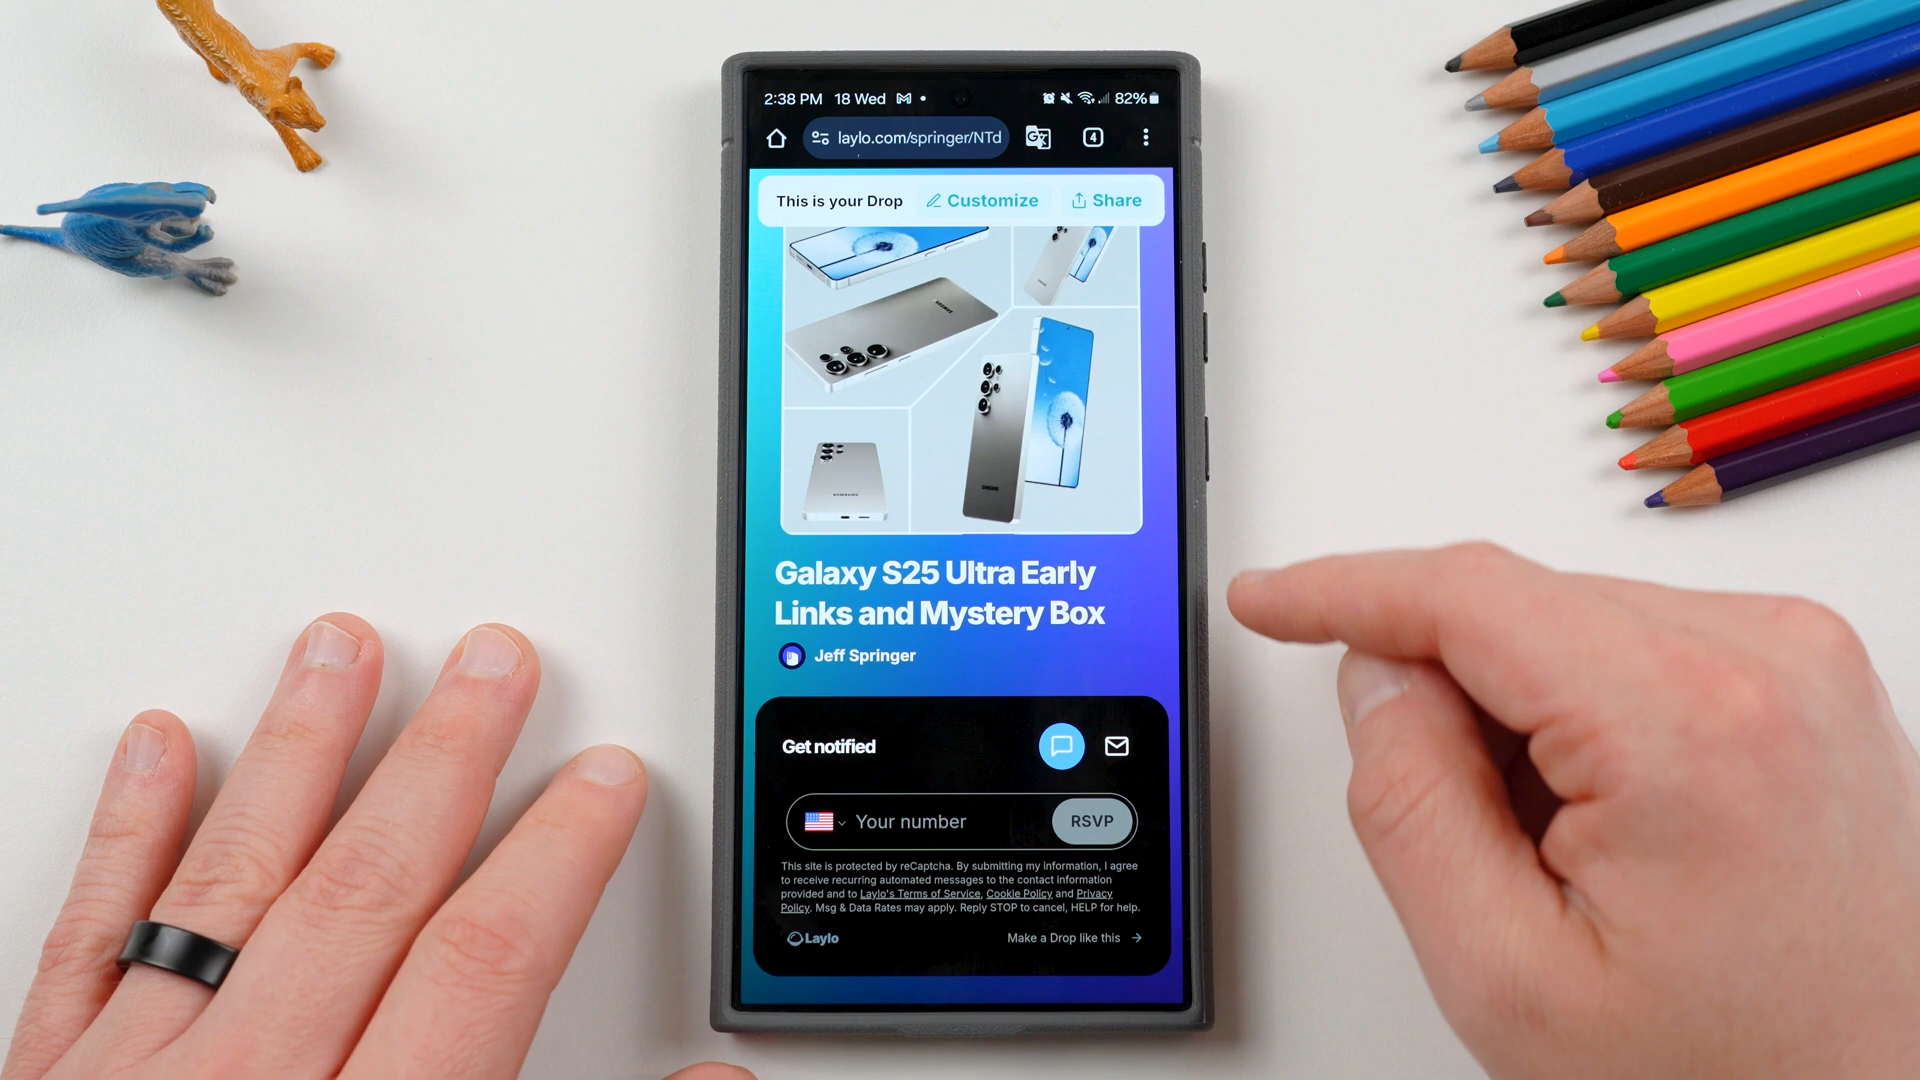 2:38 PM 18 Wed
82%
laylo.com/springer/NTd
4
This is your Drop
Customize
Share
SAMSUNG
SAMSUNG
SAMSUNG
Galaxy S25 Ultra Early
Links and Mystery Box
Jeff Springer
Get notified
Your number
RSVP
This site is protected by reCaptcha. By submitting my information, I agree
to receive recurring automated messages to the contact information
provided and to Laylo's Terms of Service, Cookie Policy and Privacy
Policy. Msg & Data Rates may apply. Reply STOP to cancel, HELP for help.
Laylo
Make a Drop like this